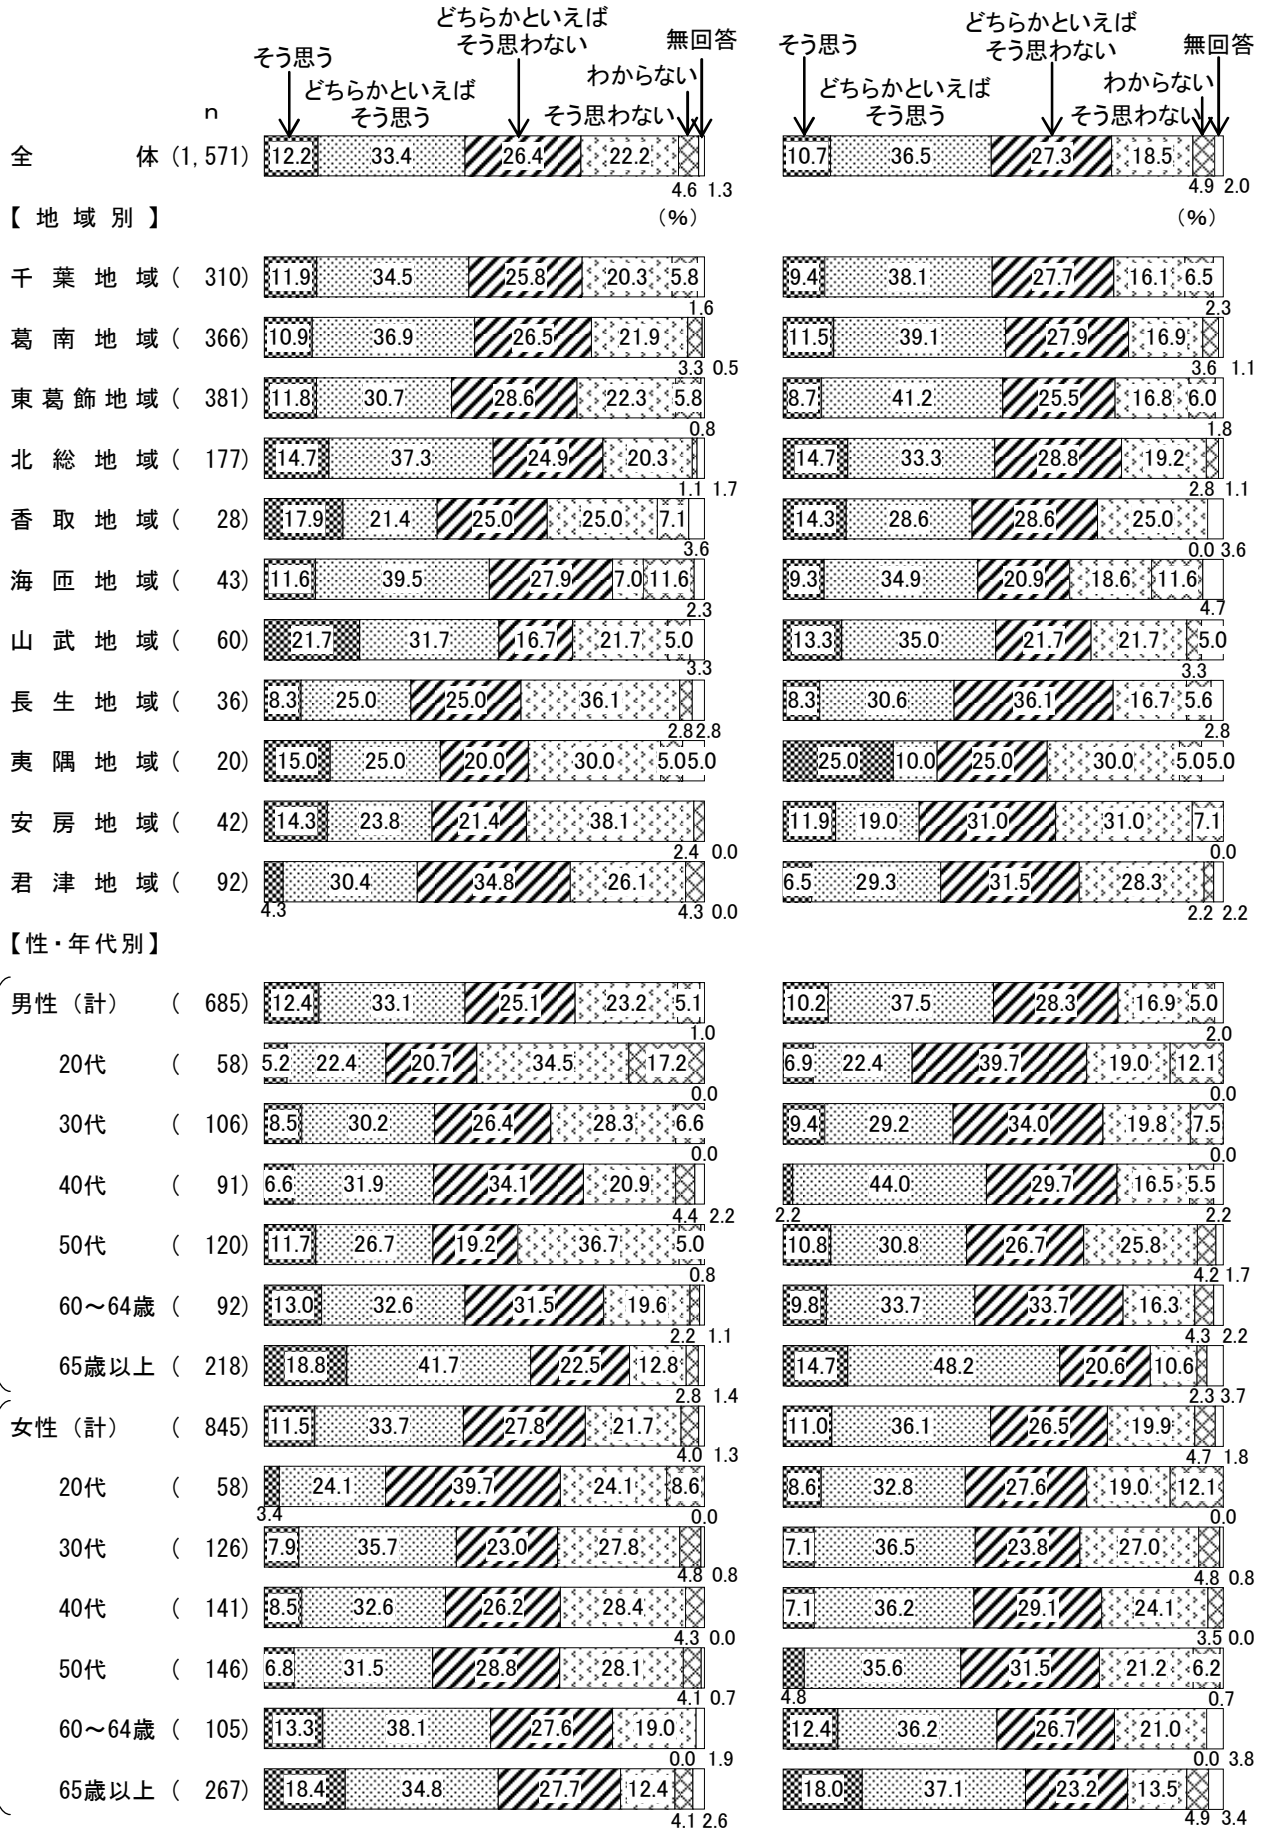 どちらかといえば
そう思わない
無回答
そう思う
わからない
どちらかといえば
そう思う
そう思わない
どちらかといえば
そう思わない
無回答
そう思う
わからない
どちらかといえば
そう思う
そう思わない
n
全体(1,571) 12.2 33.4 26.4 22.2 4.6 1.3 10.7 36.5 27.3 18.5 4.9 2.0
【地域別】 (%) (%)
千葉地域( 310) 11.9 34.5 25.8 20.3 5.8 1.6 9.4 38.1 27.7 16.1 6.5 2.3
葛南地域( 366) 10.9 36.9 26.5 21.9 3.3 0.5 11.5 39.1 27.9 16.9 3.6 1.1
東葛飾地域( 381) 11.8 30.7 28.6 22.3 5.8 0.8 8.7 41.2 25.5 16.8 6.0 1.8
北総地域( 177) 14.7 37.3 24.9 20.3 1.1 1.7 14.7 33.3 28.8 19.2 2.8 1.1
香取地域( 28) 17.9 21.4 25.0 25.0 7.1 3.6 14.3 28.6 28.6 25.0 0.0 3.6
海匝地域( 43) 11.6 39.5 27.9 7.0 11.6 2.3 9.3 34.9 20.9 18.6 11.6 4.7
山武地域( 60) 21.7 31.7 16.7 21.7 5.0 3.3 13.3 35.0 21.7 21.7 3.3 5.0
長生地域( 36) 8.3 25.0 25.0 36.1 2.8 2.8 8.3 30.6 36.1 16.7 5.6 2.8
夷隅地域( 20) 15.0 25.0 20.0 30.0 5.0 5.0 25.0 10.0 25.0 30.0 5.0 5.0
安房地域( 42) 14.3 23.8 21.4 38.1 2.4 0.0 11.9 19.0 31.0 31.0 7.1 0.0
君津地域( 92) 4.3 30.4 34.8 26.1 4.3 0.0 6.5 29.3 31.5 28.3 2.2 2.2
【性・年代別】
男性(計) ( 685) 12.4 33.1 25.1 23.2 5.1 1.0 10.2 37.5 28.3 16.9 5.0 2.0
20代 ( 58) 5.2 22.4 20.7 34.5 17.2 0.0 6.9 22.4 39.7 19.0 12.1 0.0
30代 ( 106) 8.5 30.2 26.4 28.3 6.6 0.0 9.4 29.2 34.0 19.8 7.5 0.0
40代 ( 91) 6.6 31.9 34.1 20.9 4.4 2.2 2.2 44.0 29.7 16.5 5.5 2.2
50代 ( 120) 11.7 26.7 19.2 36.7 5.0 0.8 10.8 30.8 26.7 25.8 4.2 1.7
60～64歳( 92) 13.0 32.6 31.5 19.6 2.2 1.1 9.8 33.7 33.7 16.3 4.3 2.2
65歳以上( 218) 18.8 41.7 22.5 12.8 2.8 1.4 14.7 48.2 20.6 10.6 2.3 3.7
女性(計) ( 845) 11.5 33.7 27.8 21.7 4.0 1.3 11.0 36.1 26.5 19.9 4.7 1.8
20代 ( 58) 3.4 24.1 39.7 24.1 8.6 0.0 8.6 32.8 27.6 19.0 12.1 0.0
30代 ( 126) 7.9 35.7 23.0 27.8 4.8 0.8 7.1 36.5 23.8 27.0 4.8 0.8
40代 ( 141) 8.5 32.6 26.2 28.4 4.3 0.0 7.1 36.2 29.1 24.1 3.5 0.0
50代 ( 146) 6.8 31.5 28.8 28.1 4.1 0.7 4.8 35.6 31.5 21.2 6.2 0.7
60～64歳( 105) 13.3 38.1 27.6 19.0 0.0 1.9 12.4 36.2 26.7 21.0 0.0 3.8
65歳以上( 267) 18.4 34.8 27.7 12.4 4.1 2.6 18.0 37.1 23.2 13.5 4.9 3.4